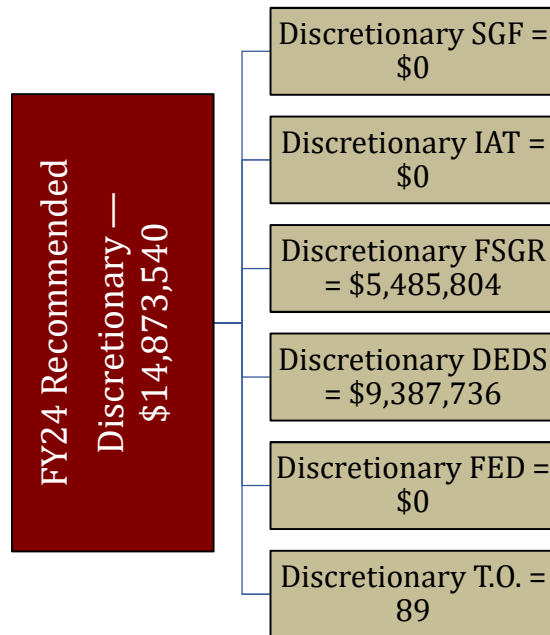 FY24 Recommended
Discretionary —
$14,873,540
Discretionary SGF =
$0
Discretionary IAT =
$0
Discretionary FSGR
= $5,485,804
Discretionary DEDS
= $9,387,736
Discretionary FED =
$0
Discretionary T.O. =
89